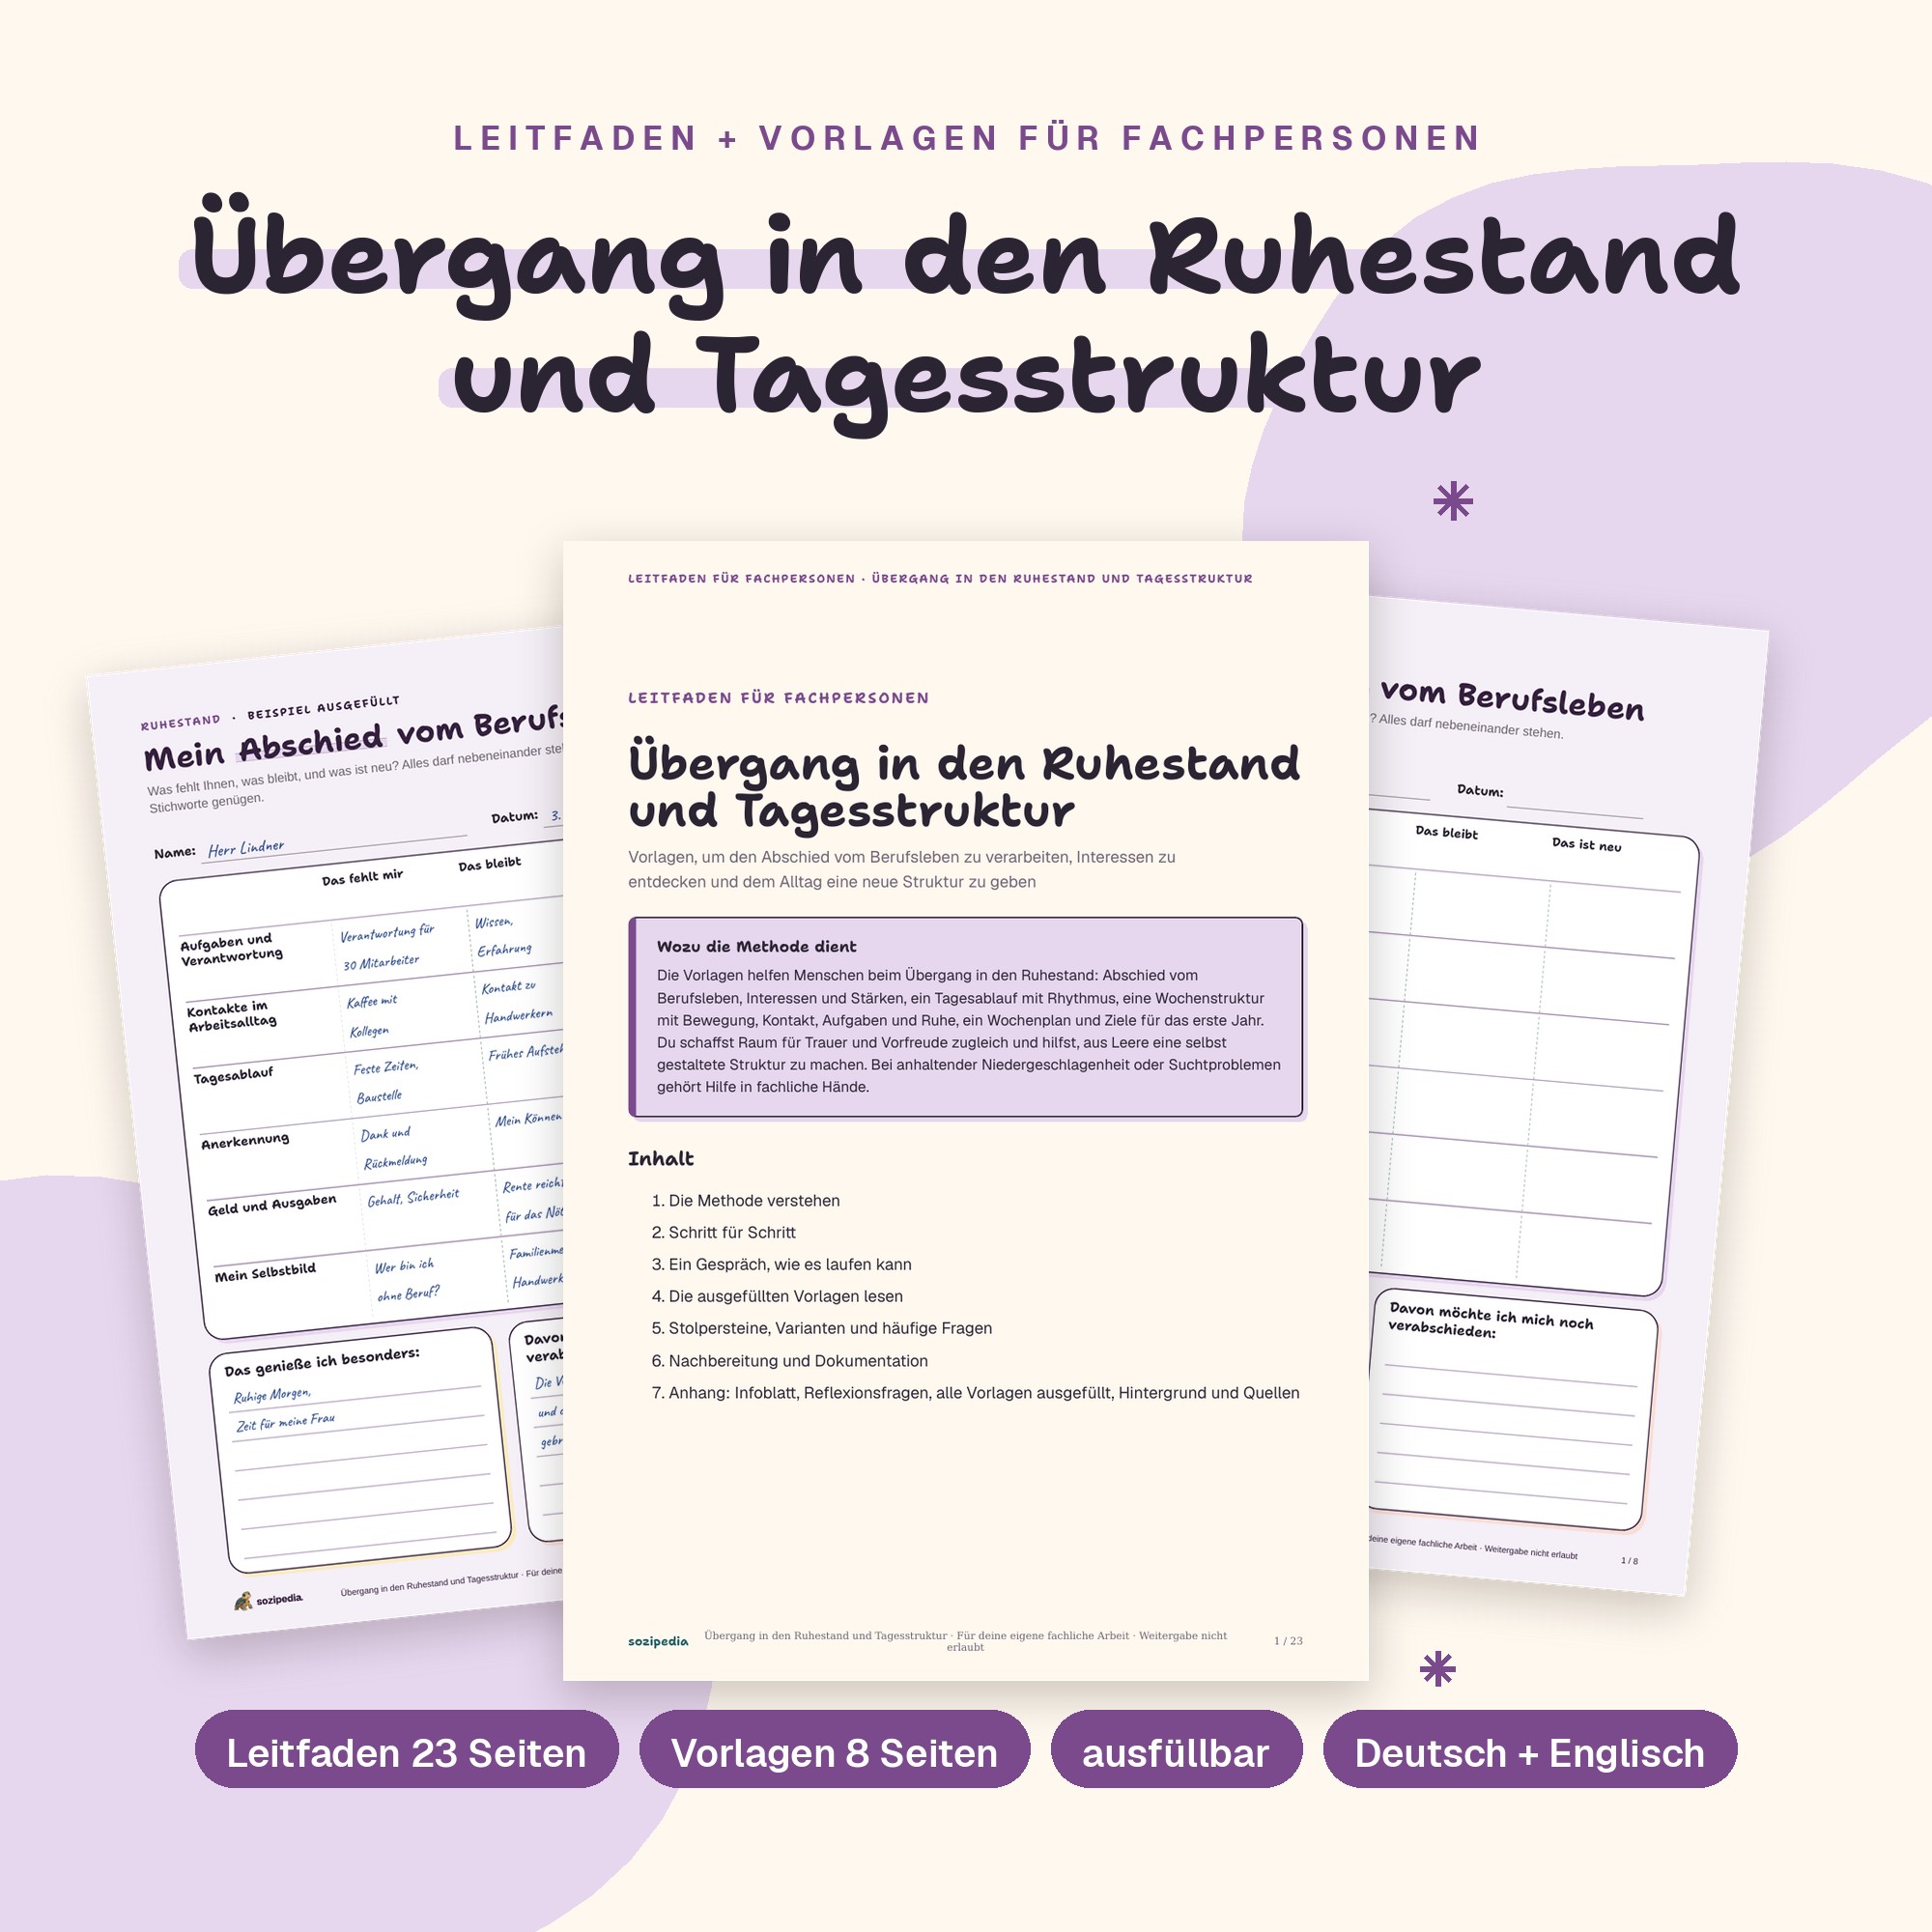 LEITFADEN + VORLAGEN FÜR FACHPERSONEN
Übergang in den Ruhestand
und Tagesstruktur
RUHESTAND · BEISPIEL AUSGEFÜLLT
Mein Abschied vom Berufs
Was fehlt Ihnen, was bleibt, und was ist neu? Alles darf nebeneinander
Stichworte genügen.
Name: Herr Lindner
Datum: 3.
Das fehlt mir
Das bleibt
Aufgaben und
Verantwortung
Verantwortung für
30 Mitarbeiter
Wissen,
Erfahrung
Kontakte im
Arbeitsalltag
Kaffee mit
Kollegen
Kontakt zu
Handwerkern
Tagesablauf
Feste Zeiten,
Baustelle
Frühes
Anerkennung
Dank und
Rückmeldung
Mein Können
Geld und Ausgaben
Gehalt, Sicherheit
Rente reicht
für das
Mein Selbstbild
Wer bin ich
ohne Beruf?
Das genieße ich besonders:
Ruhige Morgen,
Zeit für meine Frau
sozipedia.
Übergang in den Ruhestand und Tagesstruktur · Für deine
LEITFADEN FÜR FACHPERSONEN · ÜBERGANG IN DEN RUHESTAND UND TAGESSTRUKTUR
LEITFADEN FÜR FACHPERSONEN
Übergang in den Ruhestand
und Tagesstruktur
Vorlagen, um den Abschied vom Berufsleben zu verarbeiten, Interessen zu
entdecken und dem Alltag eine neue Struktur zu geben
Wozu die Methode dient
Die Vorlagen helfen Menschen beim Übergang in den Ruhestand: Abschied vom
Berufsleben, Interessen und Stärken, ein Tagesablauf mit Rhythmus, eine Wochenstruktur
mit Bewegung, Kontakt, Aufgaben und Ruhe, ein Wochenplan und Ziele für das erste Jahr.
Du schaffst Raum für Trauer und Vorfreude zugleich und hilfst, aus Leere eine selbst
gestaltete Struktur zu machen. Bei anhaltender Niedergeschlagenheit oder Suchtproblemen
gehört Hilfe in fachliche Hände.
Inhalt
1. Die Methode verstehen
2. Schritt für Schritt
3. Ein Gespräch, wie es laufen kann
4. Die ausgefüllten Vorlagen lesen
5. Stolpersteine, Varianten und häufige Fragen
6. Nachbereitung und Dokumentation
7. Anhang: Infoblatt, Reflexionsfragen, alle Vorlagen ausgefüllt, Hintergrund und Quellen
sozipedia
Übergang in den Ruhestand und Tagesstruktur · Für deine eigene fachliche Arbeit · Weitergabe nicht
erlaubt
1 / 23
vom Berufsleben
? Alles darf nebeneinander stehen.
Datum:
Das bleibt
Das ist neu
Davon möchte ich mich noch
verabschieden:
deine eigene fachliche Arbeit · Weitergabe nicht erlaubt
1 / 8
Leitfaden 23 Seiten
Vorlagen 8 Seiten
ausfüllbar
Deutsch + Englisch